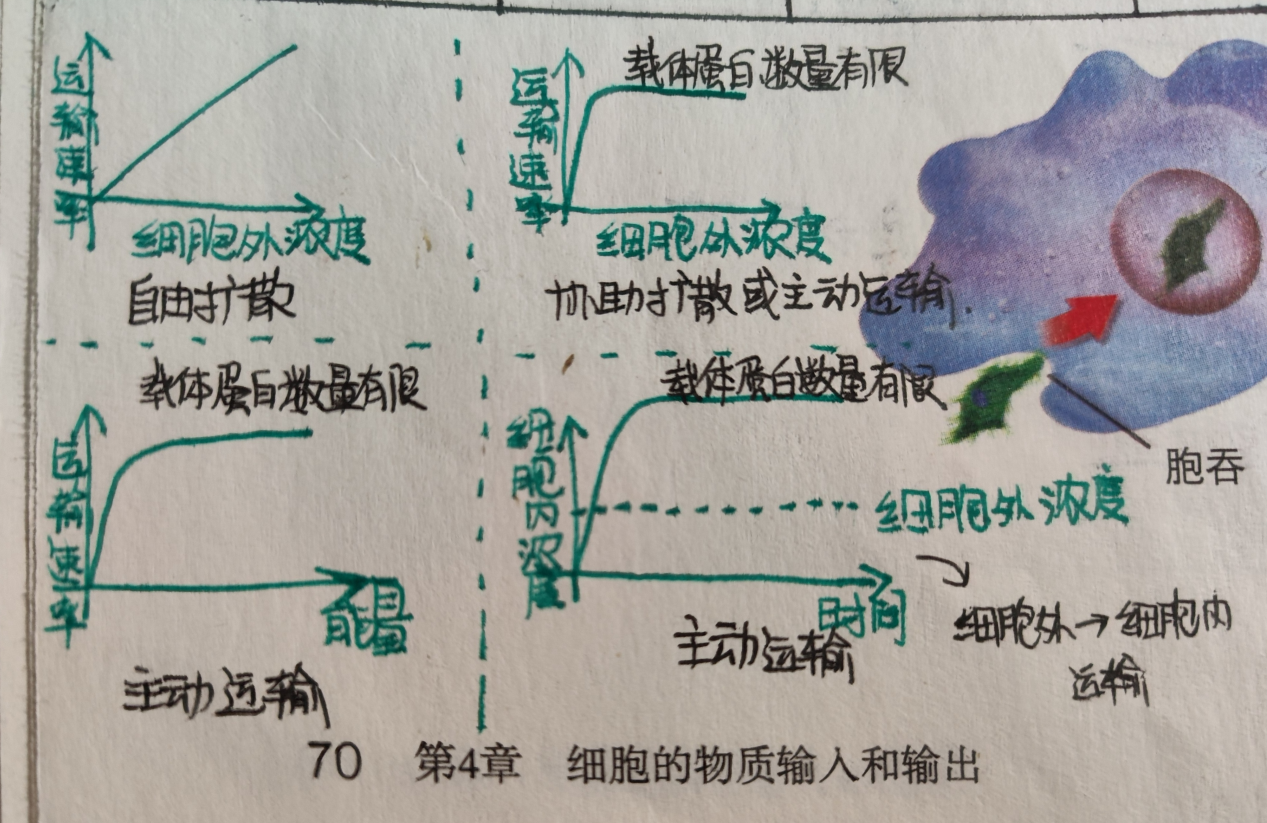 运输速率
细胞外浓度
自由扩散
载体蛋白数量有限
运输速率
细胞外浓度
协助扩散或主动运输.
载体蛋白数量有限
运输速率
能量
主动运输
载体蛋白数量有限
细胞内浓度
细胞外浓度
时间
主动运输
细胞外→细胞内
运输
胞吞
70 第4章 细胞的物质输入和输出